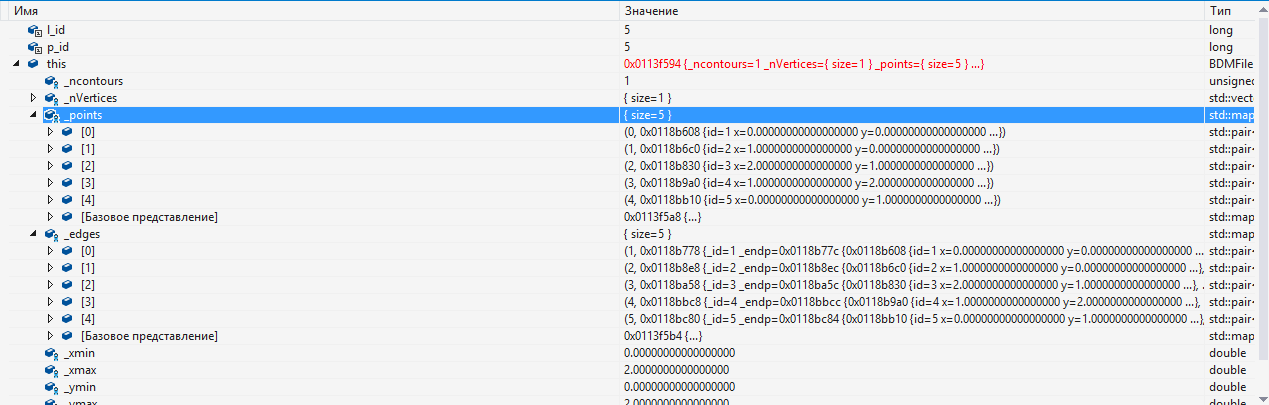 Имя Значение Тип
l_id 5 long
p_id 5 long
this 0x0113f594 {_ncontours=1 _nVertices={ size=1 } _points={ size=5 } ...} BDMFile
_ncontours 1 unsigned
_nVertices { size=1 } std::vect
_points { size=5 } std::map
[0] (0, 0x0118b608 {id=1 x=0.00000000000000000 y=0.00000000000000000 ...}) std::pair<
[1] (1, 0x0118b6c0 {id=2 x=1.0000000000000000 y=0.00000000000000000 ...}) std::pair<
[2] (2, 0x0118b830 {id=3 x=2.0000000000000000 y=1.0000000000000000 ...}) std::pair<
[3] (3, 0x0118b9a0 {id=4 x=1.0000000000000000 y=2.0000000000000000 ...}) std::pair<
[4] (4, 0x0118bb10 {id=5 x=0.00000000000000000 y=1.0000000000000000 ...}) std::pair<
[Базовое представление] 0x0113f5a8 {...} std::map
_edges { size=5 } std::map
[0] (1, 0x0118b778 {_id=1 _endp=0x0118b77c {0x0118b608 {id=1 x=0.00000000000000000 y=0.00000000000000000 ... std::pair<
[1] (2, 0x0118b8e8 {_id=2 _endp=0x0118b8ec {0x0118b6c0 {id=2 x=1.0000000000000000 y=0.00000000000000000 ...}, std::pair<
[2] (3, 0x0118ba58 {_id=3 _endp=0x0118ba5c {0x0118b830 {id=3 x=2.0000000000000000 y=1.0000000000000000 ...}, . std::pair<
[3] (4, 0x0118bbc8 {_id=4 _endp=0x0118bbcc {0x0118b9a0 {id=4 x=1.0000000000000000 y=2.0000000000000000 ...}, std::pair<
[4] (5, 0x0118bc80 {_id=5 _endp=0x0118bc84 {0x0118bb10 {id=5 x=0.00000000000000000 y=1.0000000000000000 ... std::pair<
[Базовое представление] 0x0113f5b4 {...} std::map
_xmin 0.00000000000000000 double
_xmax 2.0000000000000000 double
_ymin 0.00000000000000000 double
_ymax 2.0000000000000000 double